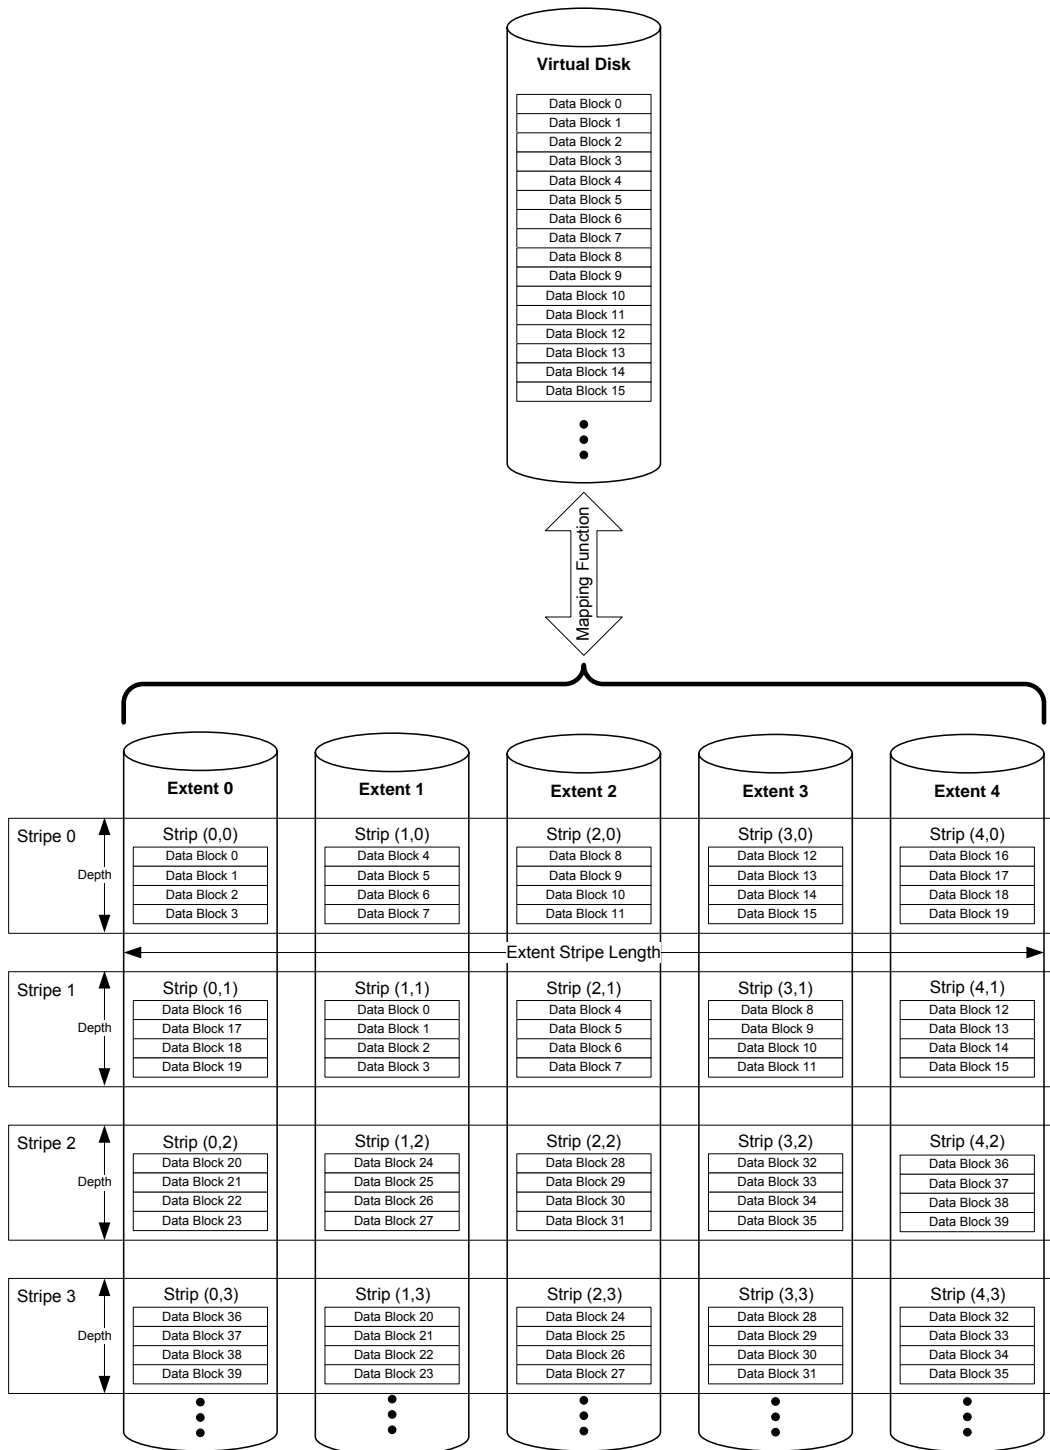 Virtual Disk
Data Block 0
Data Block 1
Data Block 2
Data Block 3
Data Block 4
Data Block 5
Data Block 6
Data Block 7
Data Block 8
Data Block 9
Data Block 10
Data Block 11
Data Block 12
Data Block 13
Data Block 14
Data Block 15
Mapping Function
Extent 0 Extent 1 Extent 2 Extent 3 Extent 4
Stripe 0
Depth
Strip (0,0) Strip (1,0) Strip (2,0) Strip (3,0) Strip (4,0)
Data Block 0 Data Block 4 Data Block 8 Data Block 12 Data Block 16
Data Block 1 Data Block 5 Data Block 9 Data Block 13 Data Block 17
Data Block 2 Data Block 6 Data Block 10 Data Block 14 Data Block 18
Data Block 3 Data Block 7 Data Block 11 Data Block 15 Data Block 19
Extent Stripe Length
Stripe 1
Depth
Strip (0,1) Strip (1,1) Strip (2,1) Strip (3,1) Strip (4,1)
Data Block 16 Data Block 0 Data Block 4 Data Block 8 Data Block 12
Data Block 17 Data Block 1 Data Block 5 Data Block 9 Data Block 13
Data Block 18 Data Block 2 Data Block 6 Data Block 10 Data Block 14
Data Block 19 Data Block 3 Data Block 7 Data Block 11 Data Block 15
Stripe 2
Depth
Strip (0,2) Strip (1,2) Strip (2,2) Strip (3,2) Strip (4,2)
Data Block 20 Data Block 24 Data Block 28 Data Block 32 Data Block 36
Data Block 21 Data Block 25 Data Block 29 Data Block 33 Data Block 37
Data Block 22 Data Block 26 Data Block 30 Data Block 34 Data Block 38
Data Block 23 Data Block 27 Data Block 31 Data Block 35 Data Block 39
Stripe 3
Depth
Strip (0,3) Strip (1,3) Strip (2,3) Strip (3,3) Strip (4,3)
Data Block 36 Data Block 20 Data Block 24 Data Block 28 Data Block 32
Data Block 37 Data Block 21 Data Block 25 Data Block 29 Data Block 33
Data Block 38 Data Block 22 Data Block 26 Data Block 30 Data Block 34
Data Block 39 Data Block 23 Data Block 27 Data Block 31 Data Block 35